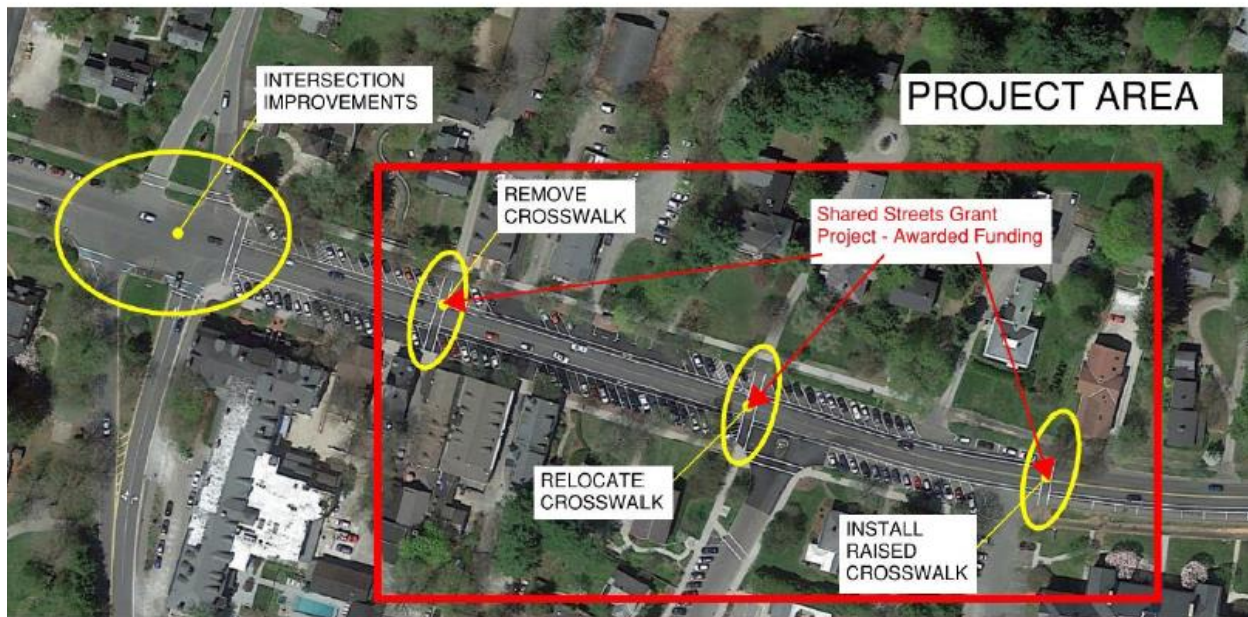 INTERSECTION
IMPROVEMENTS
PROJECT AREA
REMOVE
CROSSWALK
Shared Streets Grant
Project - Awarded Funding
RELOCATE
CROSSWALK
INSTALL
RAISED
CROSSWALK